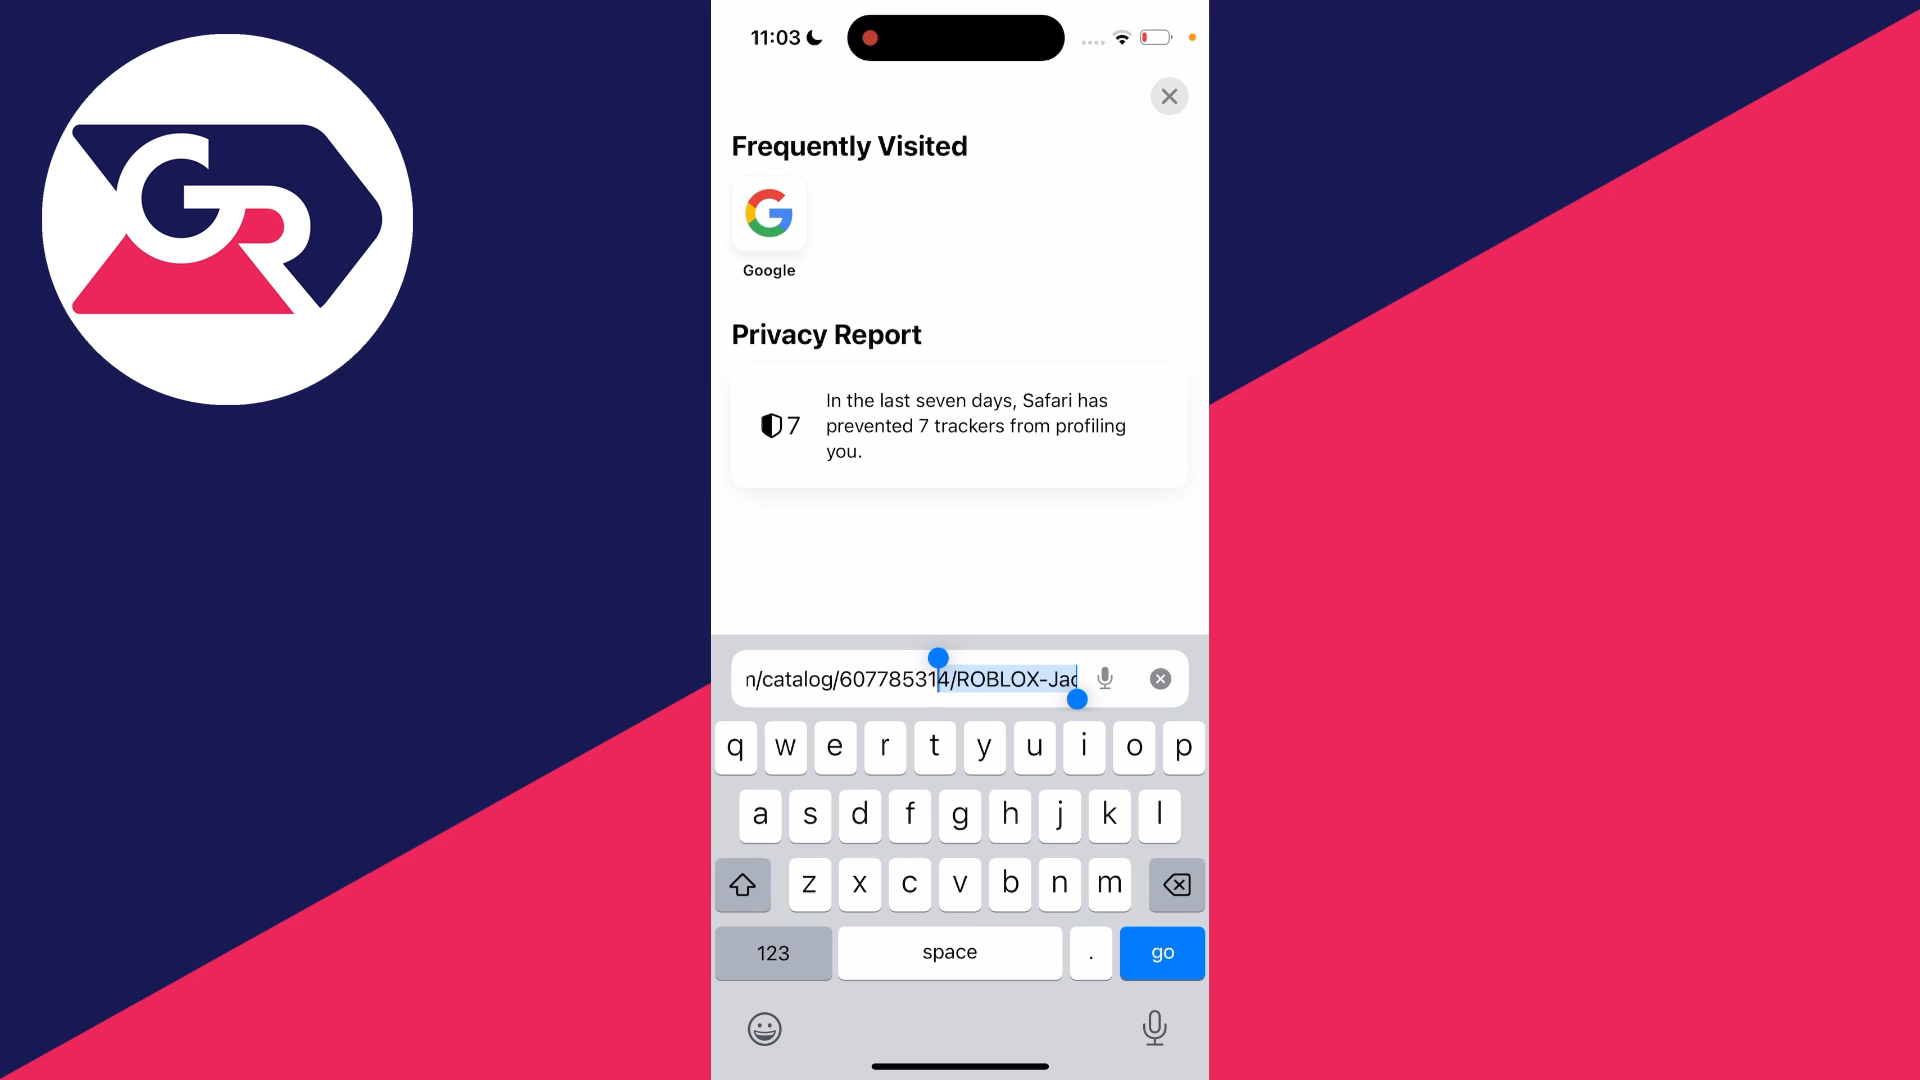 GR
11:03
Frequently Visited
Google
Privacy Report
7
In the last seven days, Safari has
prevented 7 trackers from profiling
you.
n/catalog/607785314/ROBLOX-Jac
q w e r t y u i o p
a s d f g h j k l
z x c v b n m
123 space . go